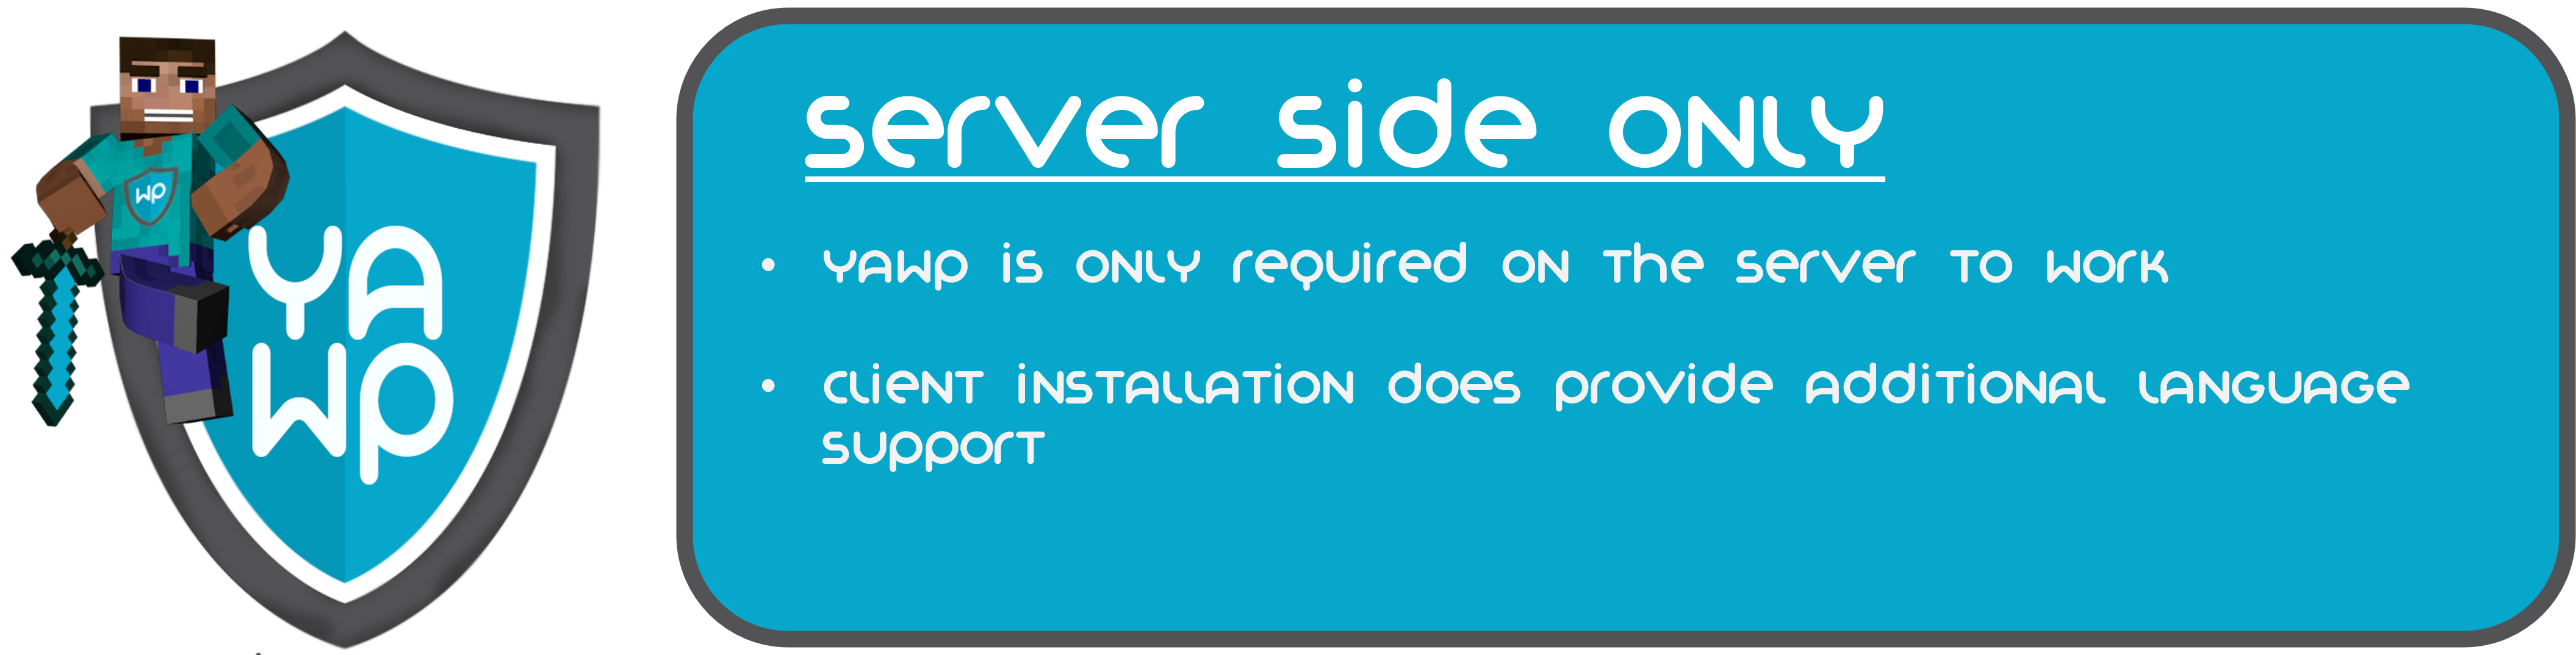 wp
YA
wp
server side only
• YAWP is only required on the server to work
• client installation does provide additional language
support